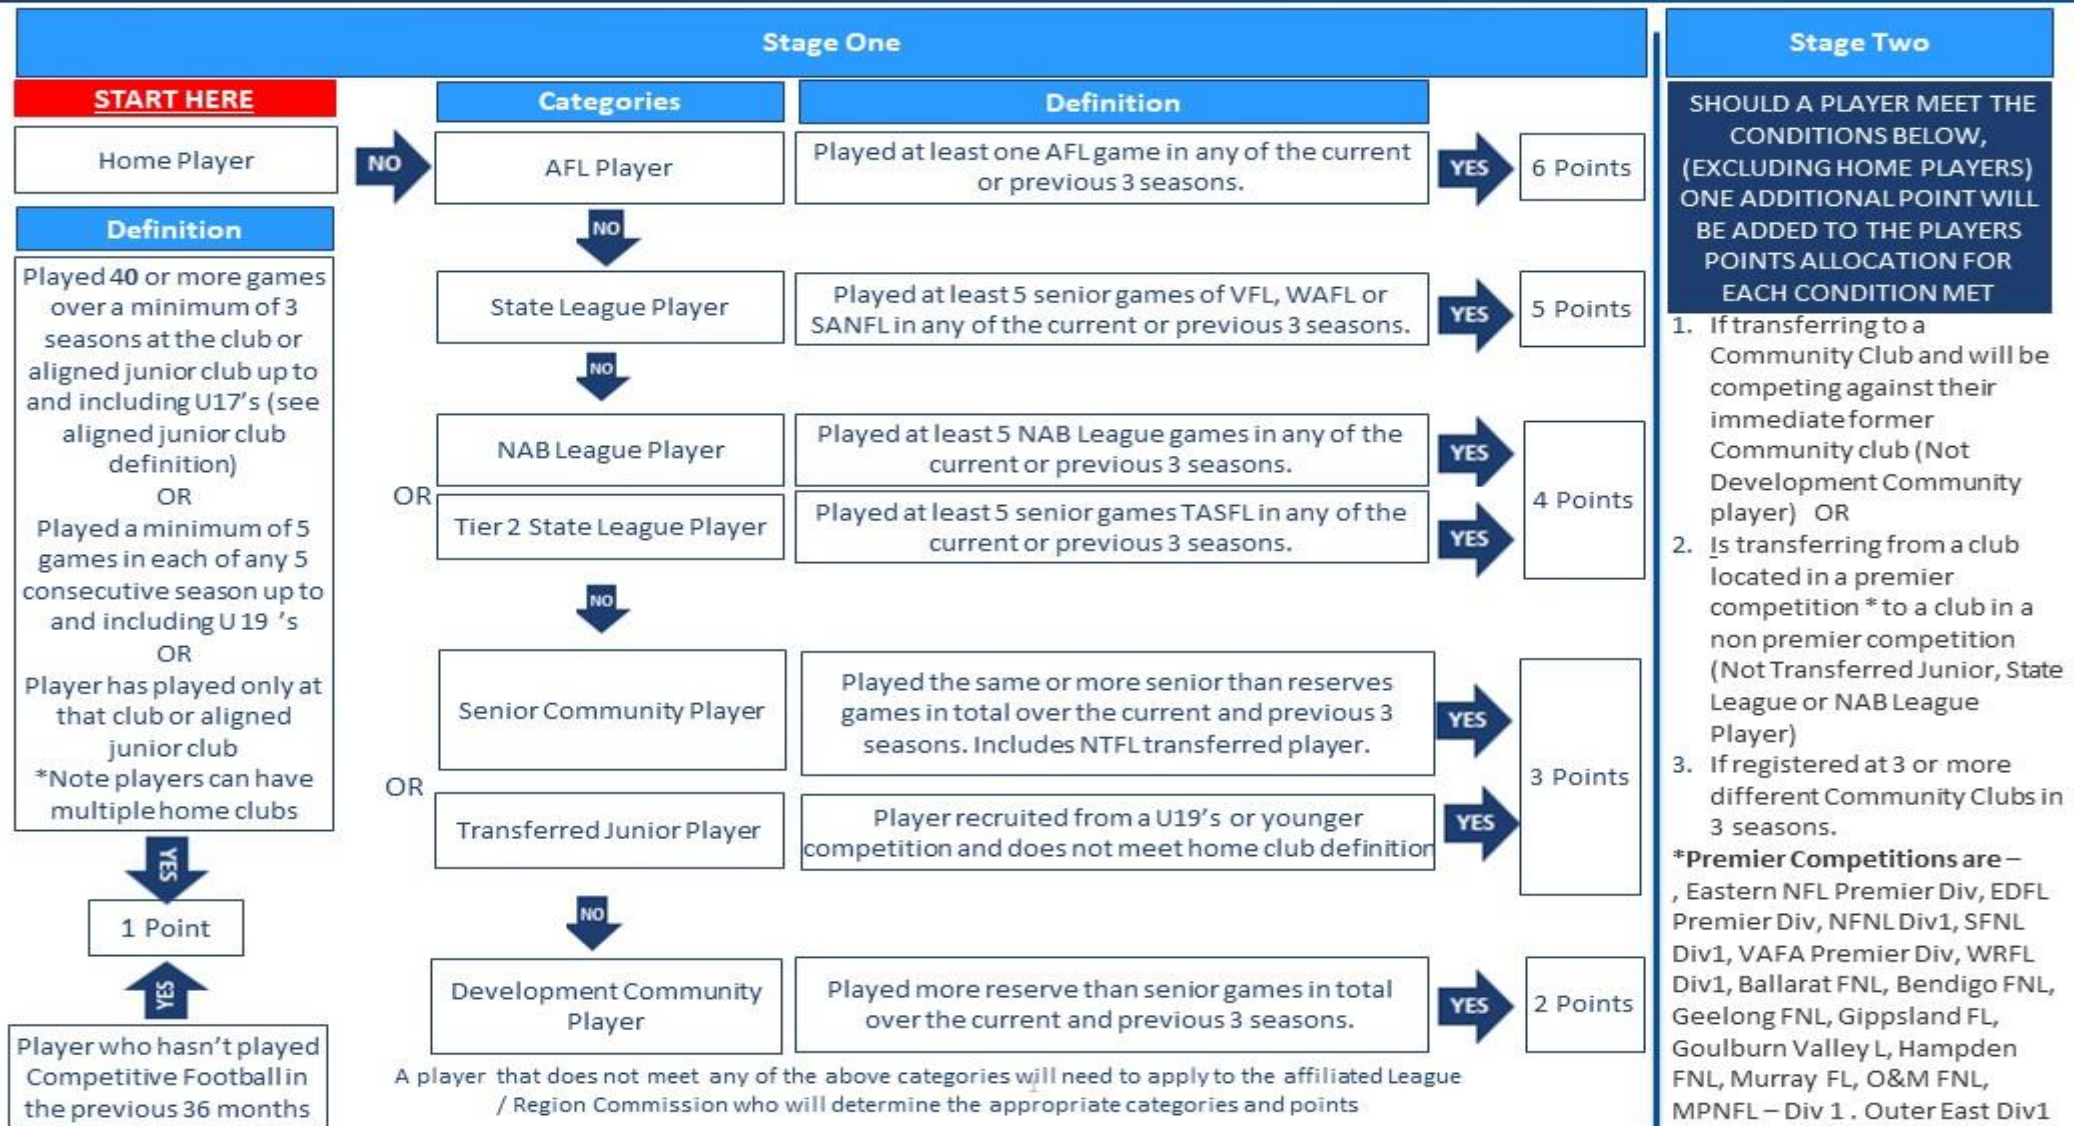 Stage One
START HERE
Home Player
Definition
Played 40 or more games
over a minimum of 3
seasons at the club or
aligned junior club up to
and including U17's (see
aligned junior club
definition)
OR
Played a minimum of 5
games in each of any 5
consecutive season up to
and including U 19 's
OR
Player has played only at
that club or aligned
junior club
*Note players can have
multiple home clubs
YES
1 Point
YES
Player who hasn't played
Competitive Football in
the previous 36 months
NO
Categories
Definition
AFL Player
Played at least one AFL game in any of the current
or previous 3 seasons.
YES
6 Points
NO
State League Player
Played at least 5 senior games of VFL, WAFL or
SANFL in any of the current or previous 3 seasons.
YES
5 Points
NO
NAB League Player
Played at least 5 NAB League games in any of the
current or previous 3 seasons.
YES
OR
Tier 2 State League Player
Played at least 5 senior games TASFL in any of the
current or previous 3 seasons.
YES
4 Points
NO
Senior Community Player
Played the same or more senior than reserves
games in total over the current and previous 3
seasons. Includes NTFL transferred player.
YES
OR
Transferred Junior Player
Player recruited from a U19's or younger
competition and does not meet home club definition
YES
3 Points
NO
Development Community
Player
Played more reserve than senior games in total
over the current and previous 3 seasons.
YES
2 Points
A player that does not meet any of the above categories will need to apply to the affiliated League
/ Region Commission who will determine the appropriate categories and points
Stage Two
SHOULD A PLAYER MEET THE
CONDITIONS BELOW,
(EXCLUDING HOME PLAYERS)
ONE ADDITIONAL POINT WILL
BE ADDED TO THE PLAYERS
POINTS ALLOCATION FOR
EACH CONDITION MET
1. If transferring to a
Community Club and will be
competing against their
immediate former
Community club (Not
Development Community
player) OR
2. Is transferring from a club
located in a premier
competition * to a club in a
non premier competition
(Not Transferred Junior, State
League or NAB League
Player)
3. If registered at 3 or more
different Community Clubs in
3 seasons.
*Premier Competitions are –
, Eastern NFL Premier Div, EDFL
Premier Div, NFNL Div1, SFNL
Div1, VAFA Premier Div, WRFL
Div1, Ballarat FNL, Bendigo FNL,
Geelong FNL, Gippsland FL,
Goulburn Valley L, Hampden
FNL, Murray FL, O&M FNL,
MPNFL – Div 1 . Outer East Div1